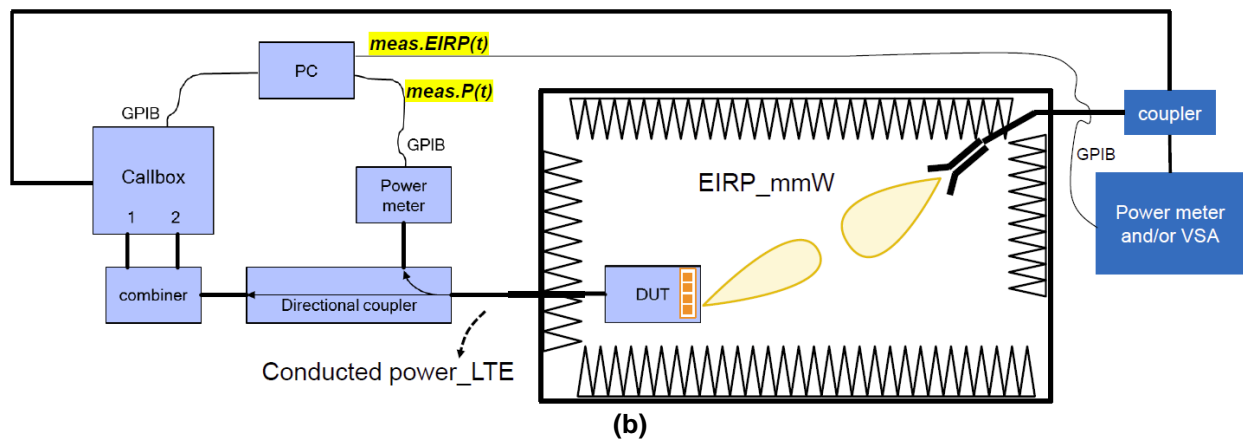 meas.EIRP(t)
PC
meas.P(t)
GPIB
GPIB
Callbox
1 2
Power
meter
combiner
Directional coupler
Conducted power_LTE
EIRP_mmW
DUT
coupler
GPIB
Power meter
and/or VSA
(b)